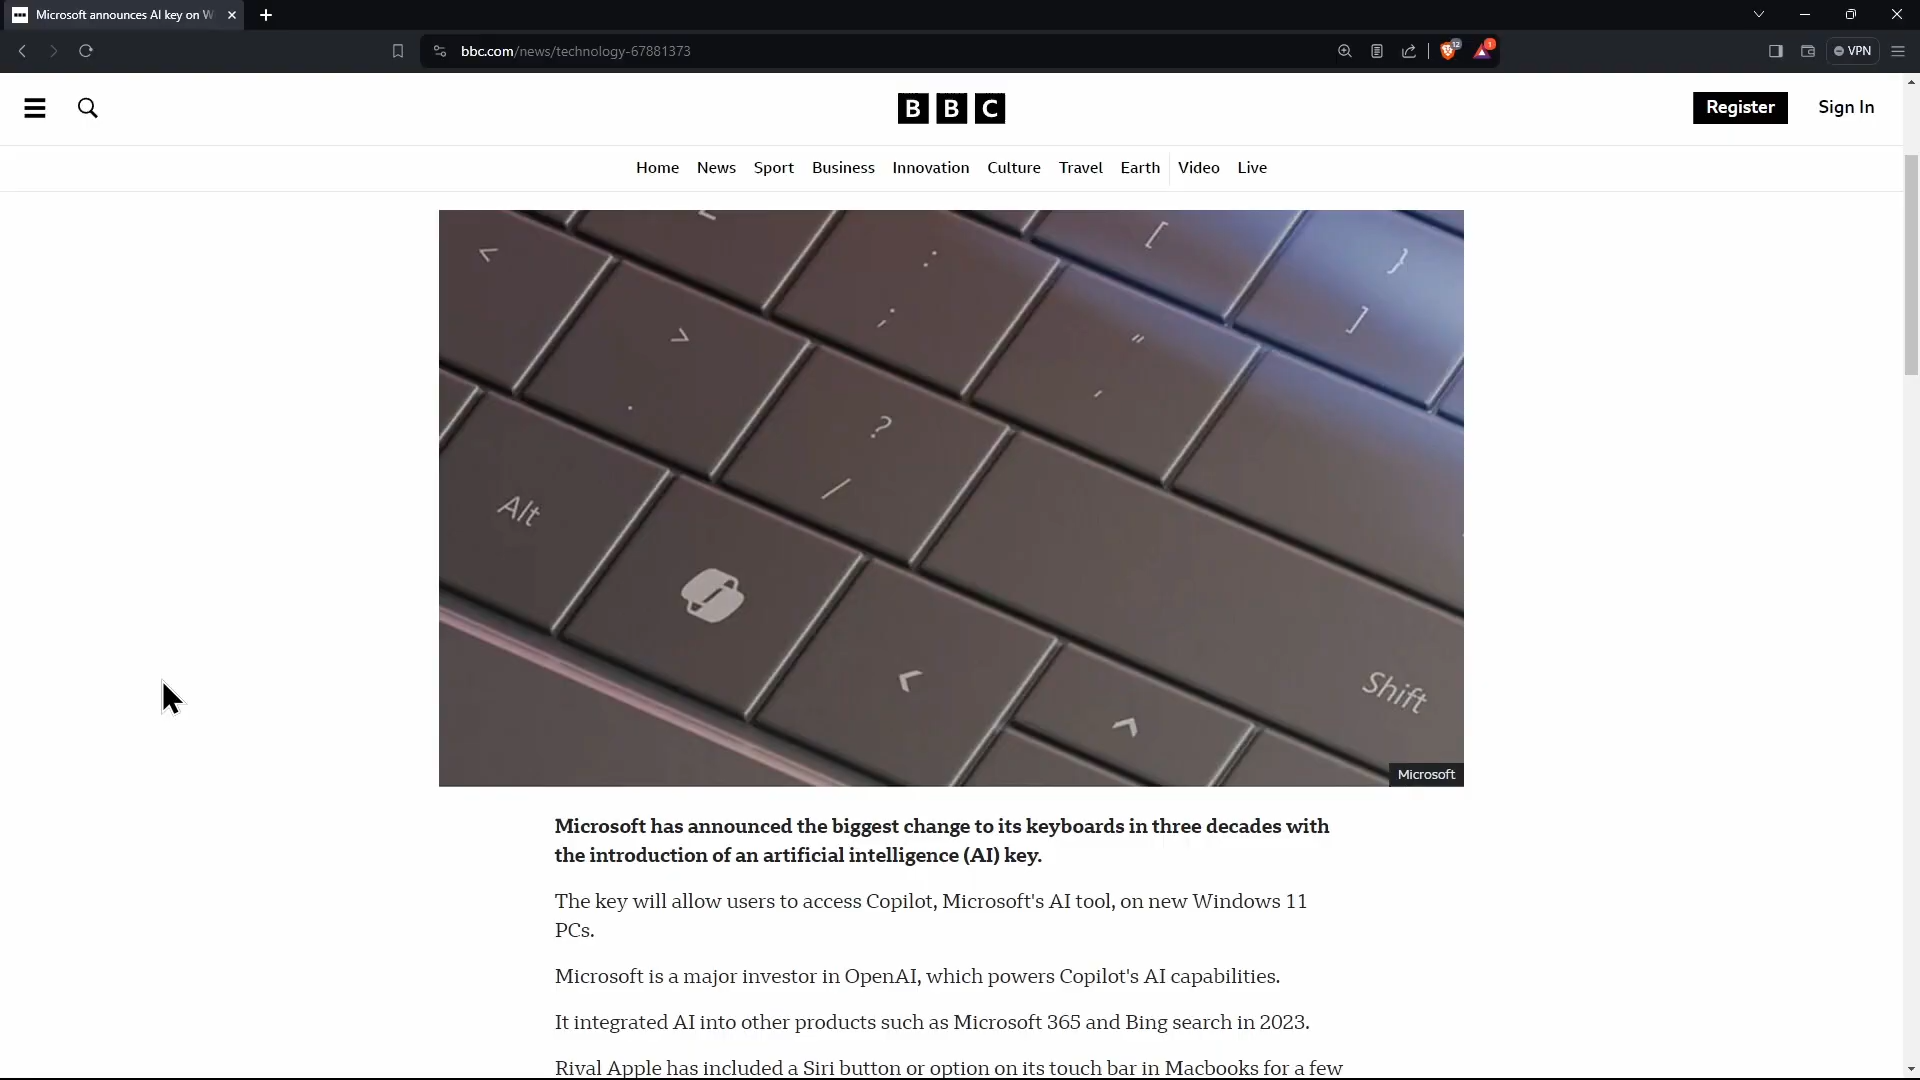 Microsoft announces AI key on W
bbc.com/news/technology-67881373
12
1
VPN
BBC
Register
Sign In
Home News Sport Business Innovation Culture Travel Earth Video Live
<
:
;
[
}
]
>
.
"
'
?
/
Alt
Shift
Microsoft
Microsoft has announced the biggest change to its keyboards in three decades with
the introduction of an artificial intelligence (AI) key.
The key will allow users to access Copilot, Microsoft's AI tool, on new Windows 11
PCs.
Microsoft is a major investor in OpenAI, which powers Copilot's AI capabilities.
It integrated AI into other products such as Microsoft 365 and Bing search in 2023.
Rival Apple has included a Siri button or option on its touch bar in Macbooks for a few